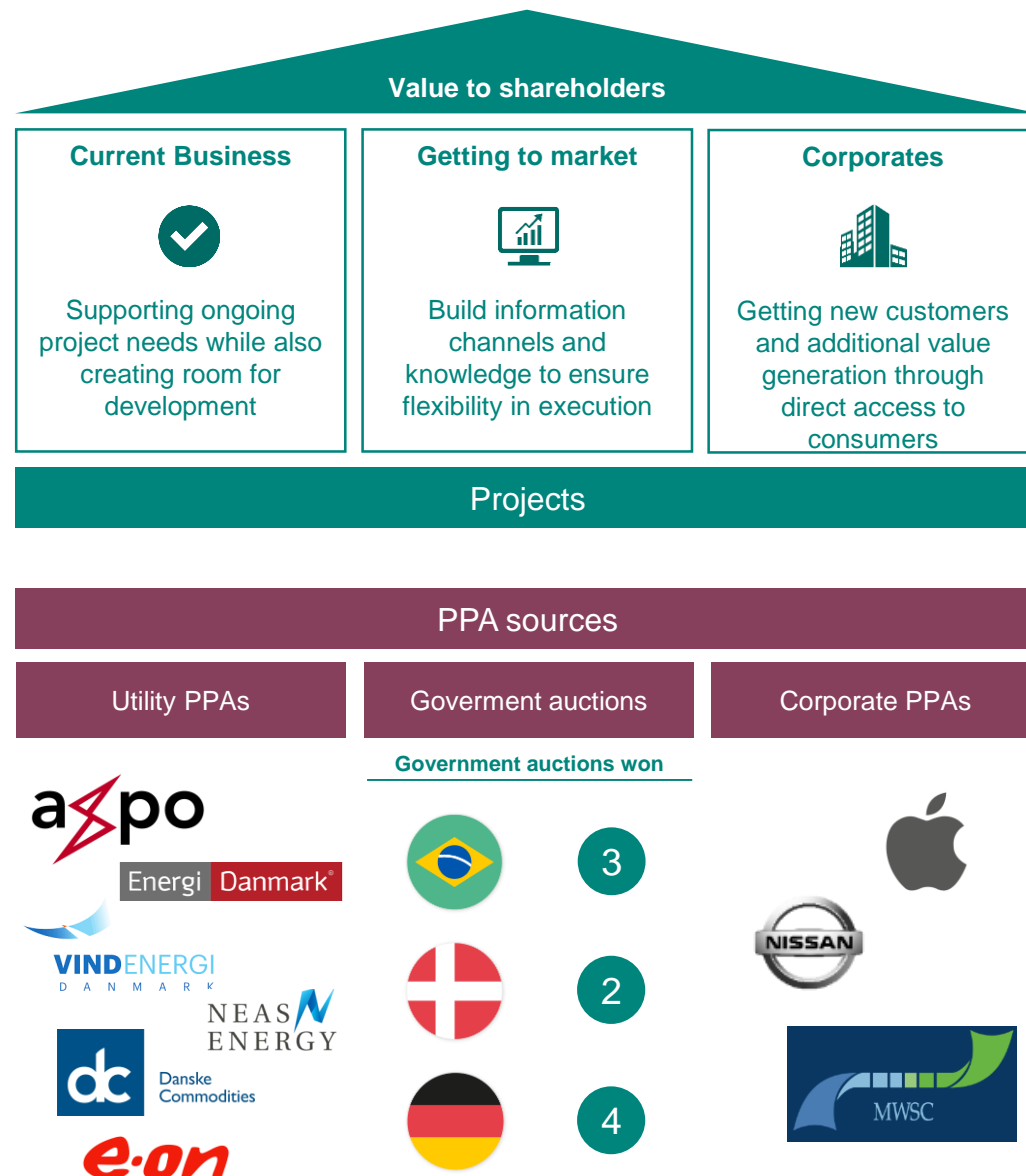 Value to shareholders
Current Business
Supporting ongoing
project needs while also
creating room for
development
Getting to market
Build information
channels and
knowledge to ensure
flexibility in execution
Corporates
Getting new customers
and additional value
generation through
direct access to
consumers
Projects
PPA sources
Utility PPAs
Goverment auctions
Corporate PPAs
axpo
Energi Danmark®
VINDENERGI
DANMARK
NEAS
ENERGY
dc
Danske
Commodities
e·on
Government auctions won
3
2
4
NISSAN
MWSC